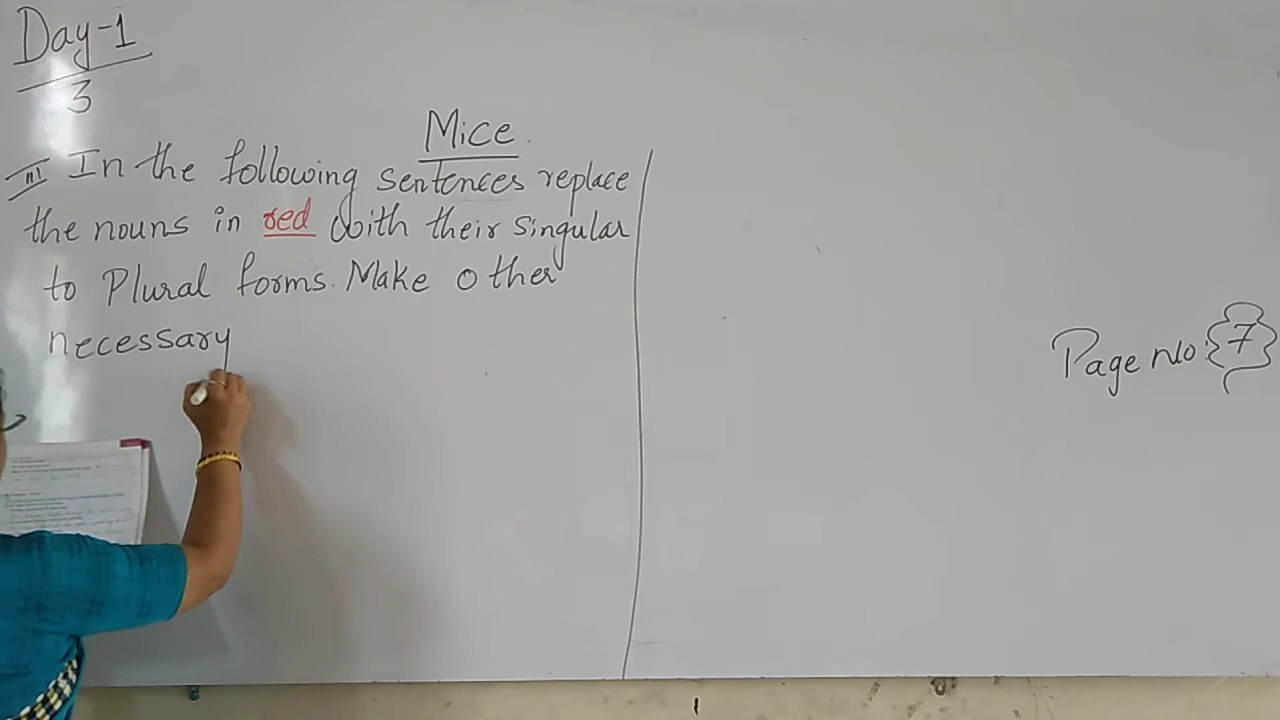 Day-1
3
Mice.
III In the following sentences replace
the nouns in red with their singular
to Plural forms. Make other
necessary
Page No: 7